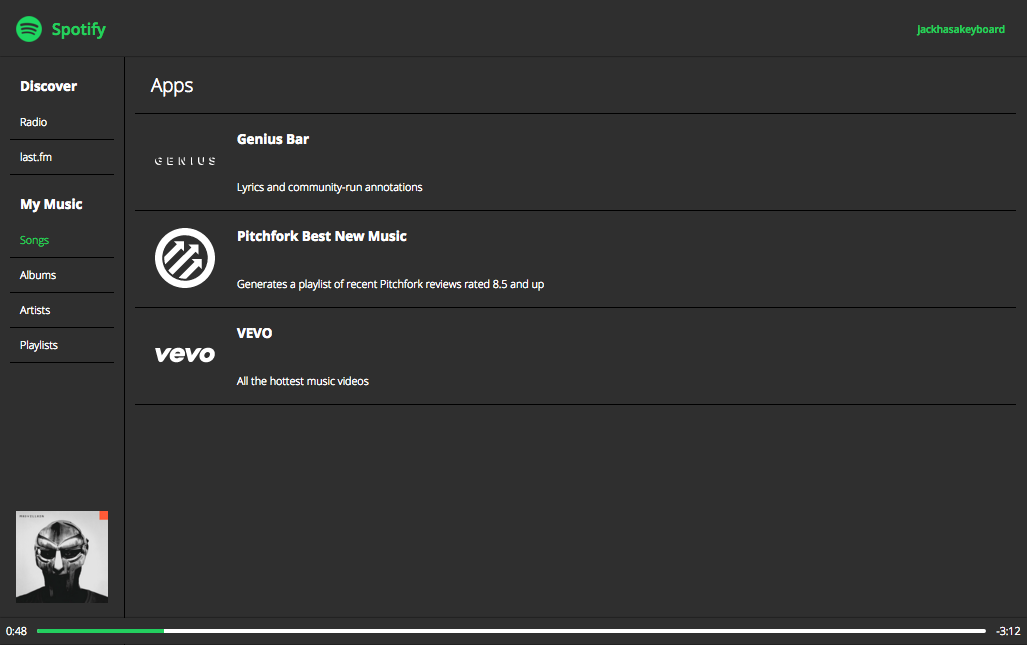 Spotify
jackhasakeyboard
Discover
Radio
last.fm
My Music
Songs
Albums
Artists
Playlists
Apps
GENIUS
Genius Bar
Lyrics and community-run annotations
Pitchfork Best New Music
Generates a playlist of recent Pitchfork reviews rated 8.5 and up
vevo
VEVO
All the hottest music videos
0:48
-3:12